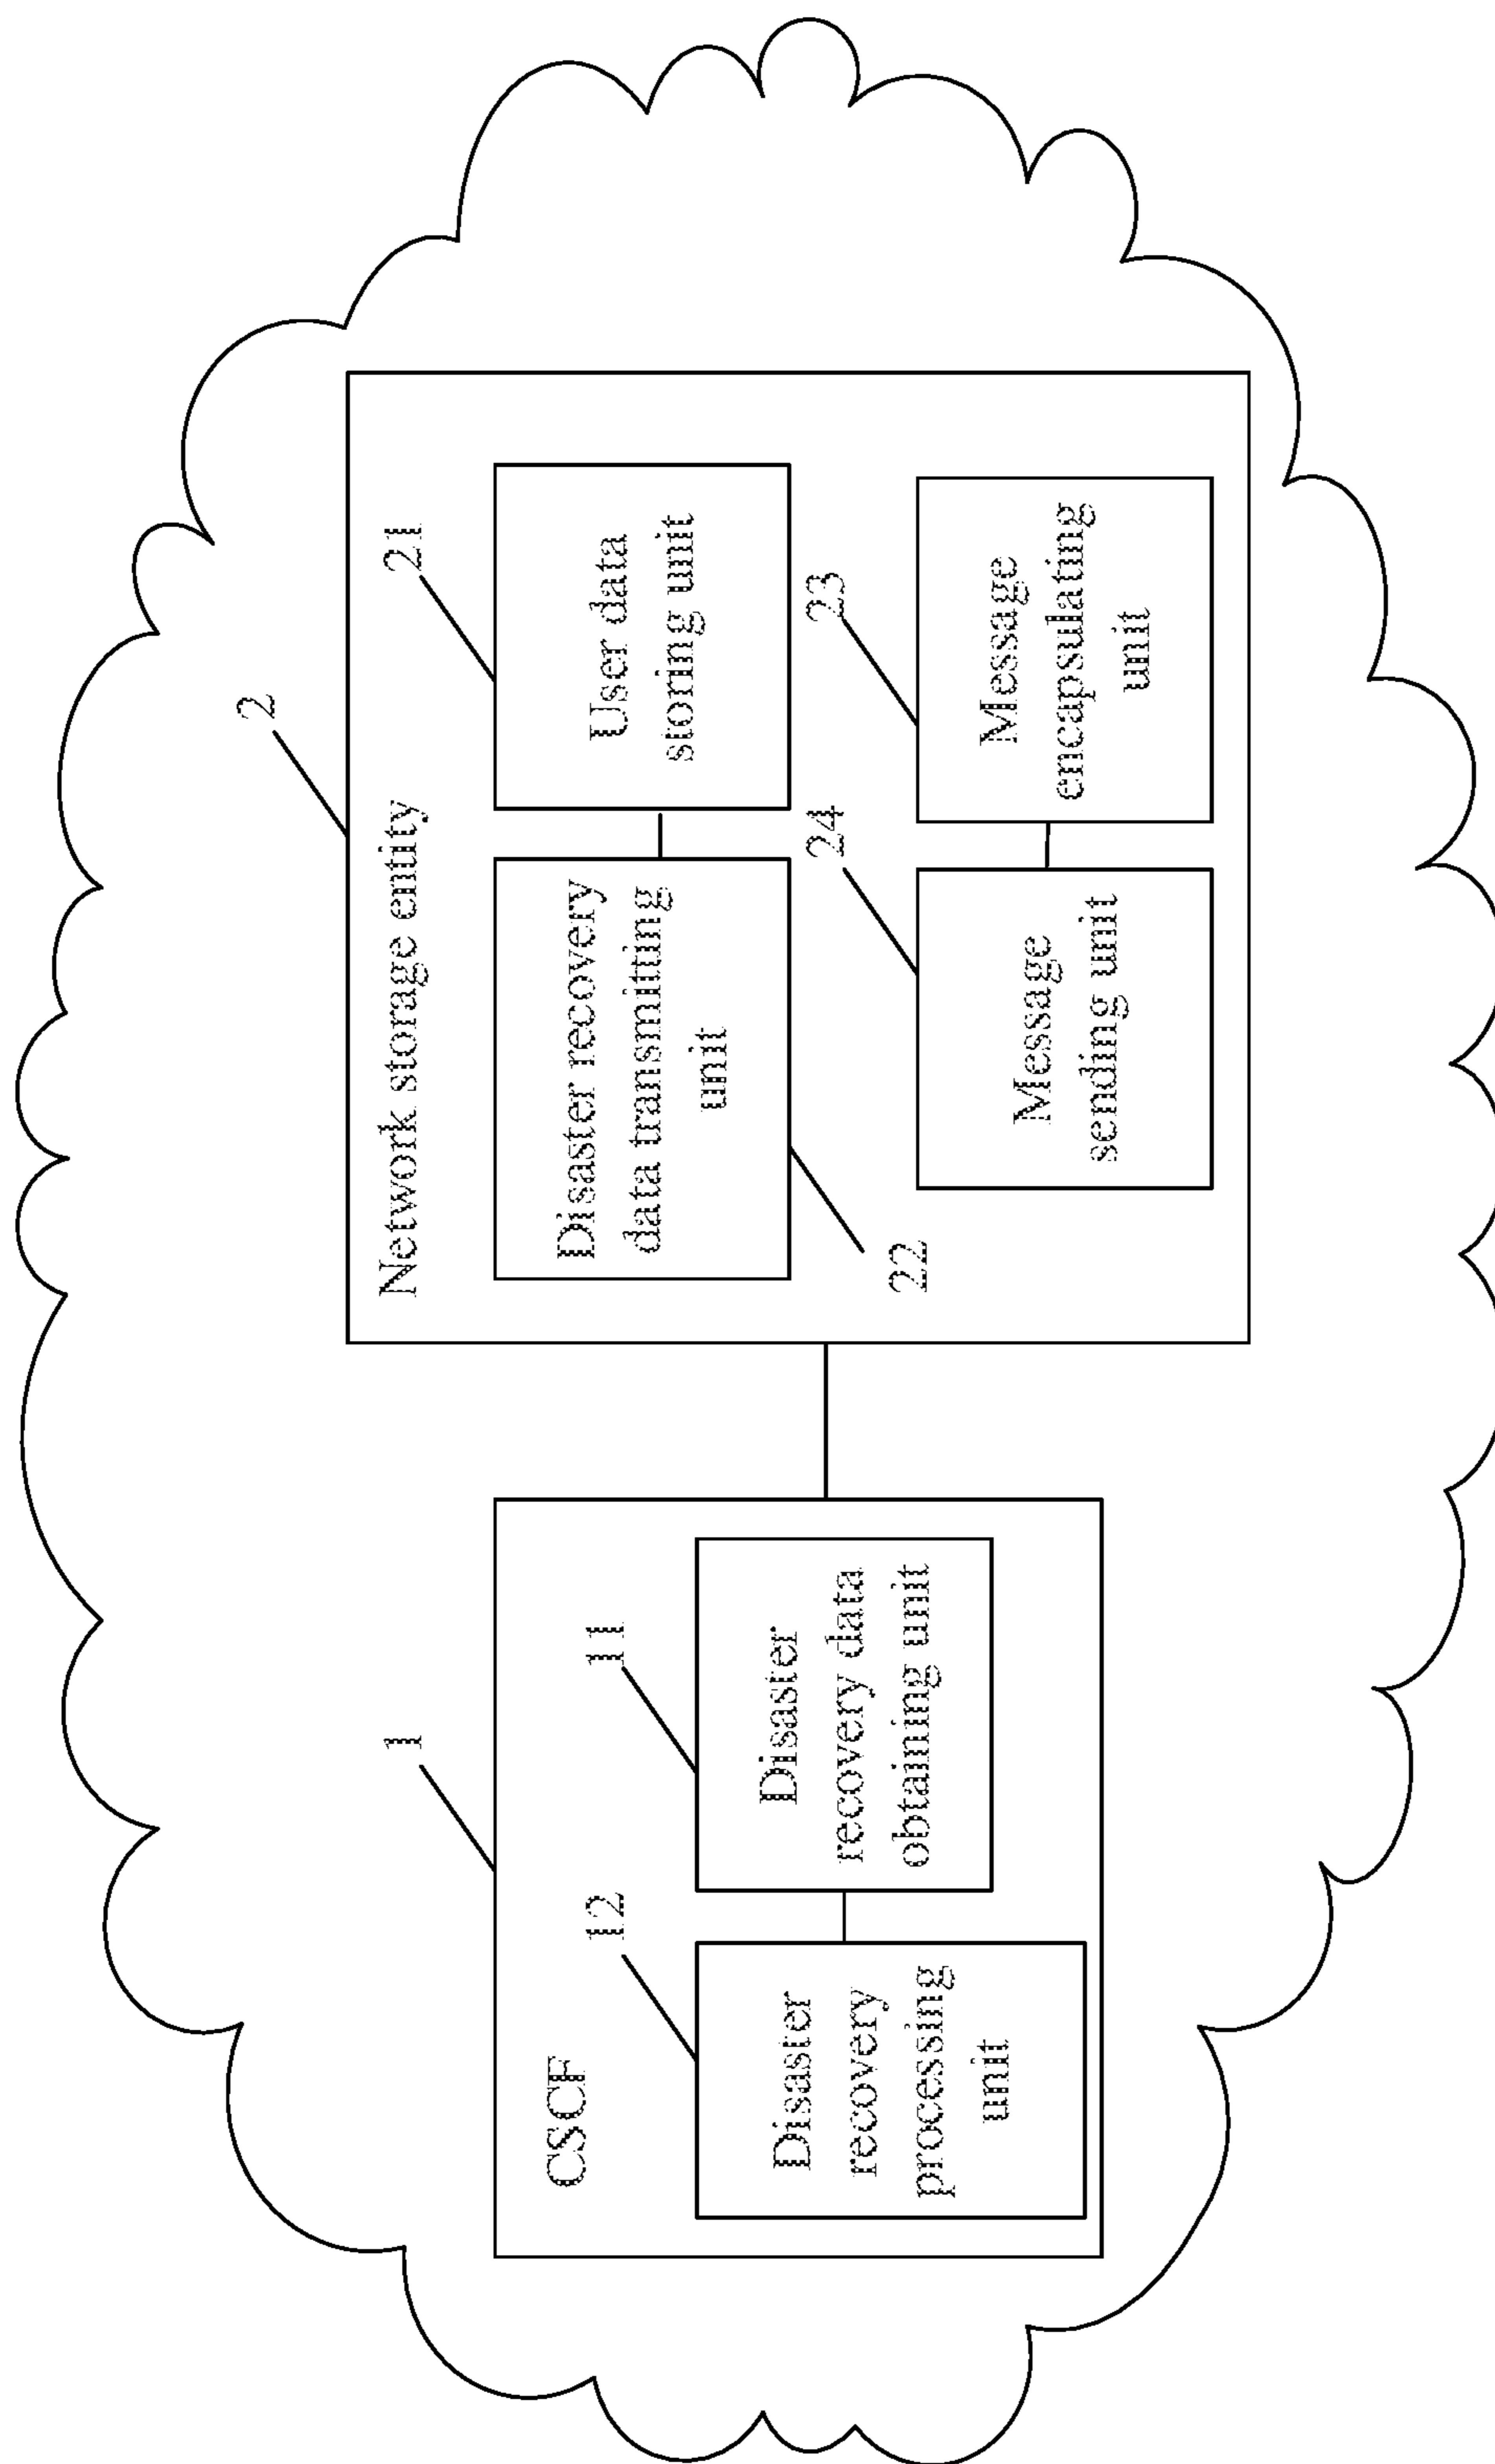 2
Network storage entity
21
User data
storing unit
Disaster recovery
data transmitting
unit
22
23
Message
encapsulating
unit
24
Message
sending unit
1
CSCF
11
Disaster
recovery data
obtaining unit
12
Disaster
recovery
processing
unit